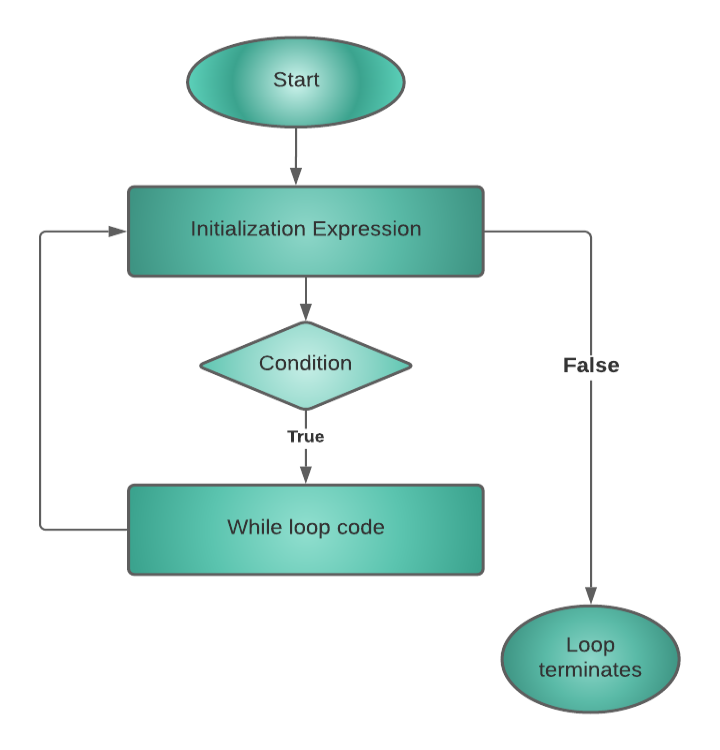 Start
Initialization Expression
Condition
False
True
While loop code
Loop
terminates